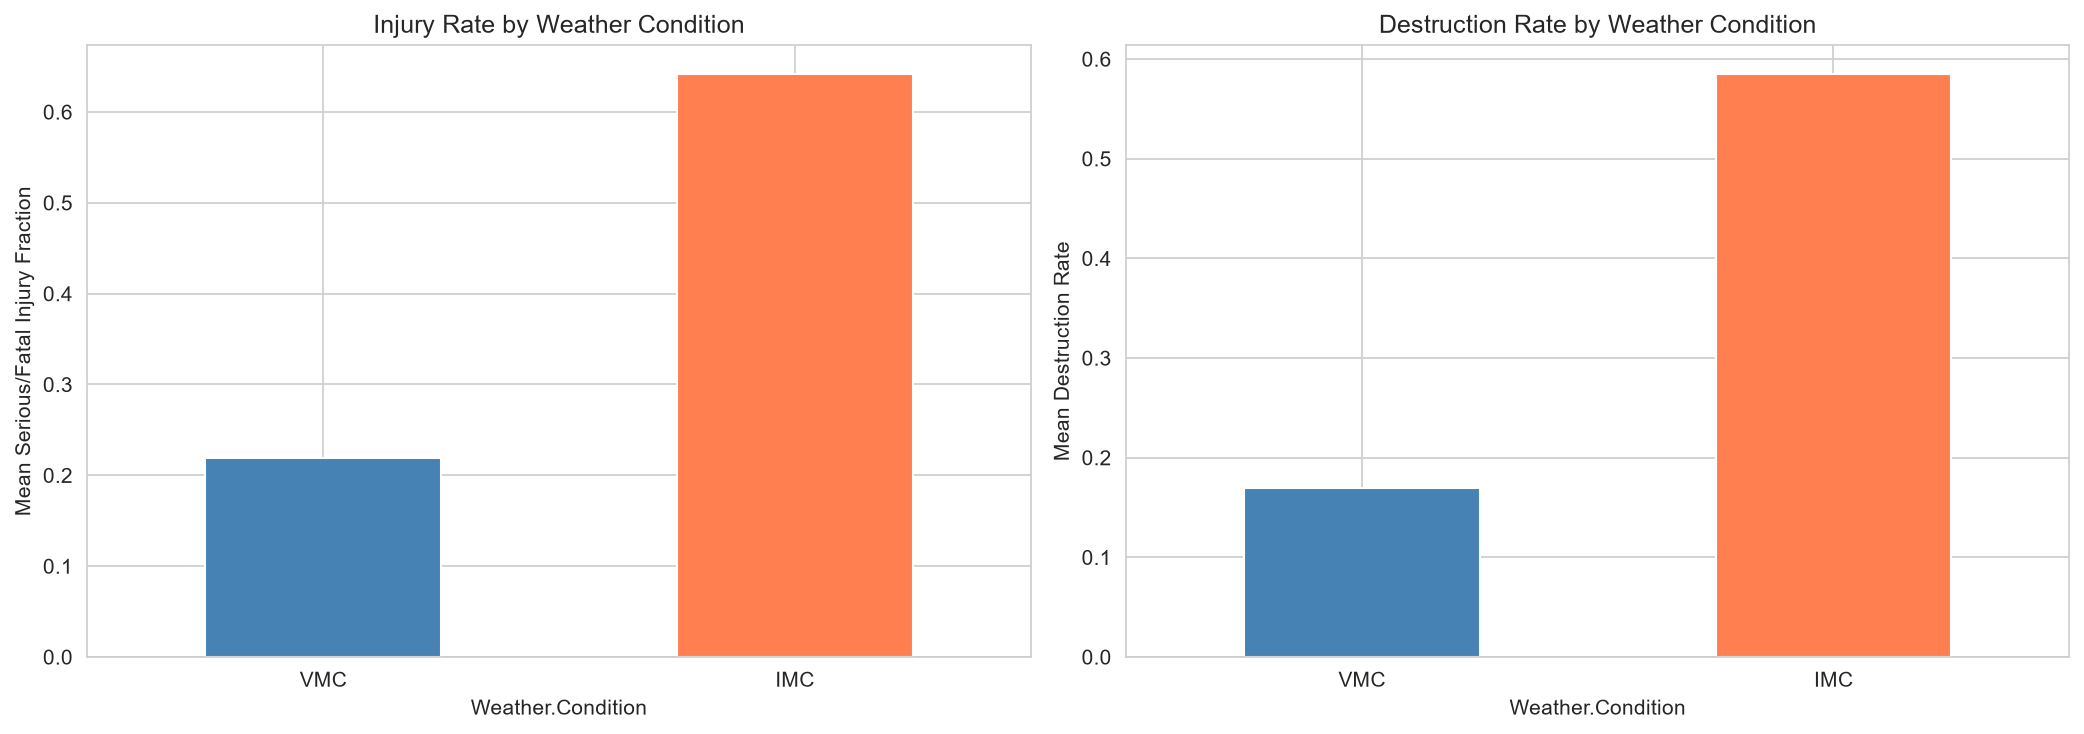 Injury Rate by Weather Condition
Mean Serious/Fatal Injury Fraction
0.6
0.5
0.4
0.3
0.2
0.1
0.0
VMC
IMC
Weather.Condition
Destruction Rate by Weather Condition
Mean Destruction Rate
0.6
0.5
0.4
0.3
0.2
0.1
0.0
VMC
IMC
Weather.Condition